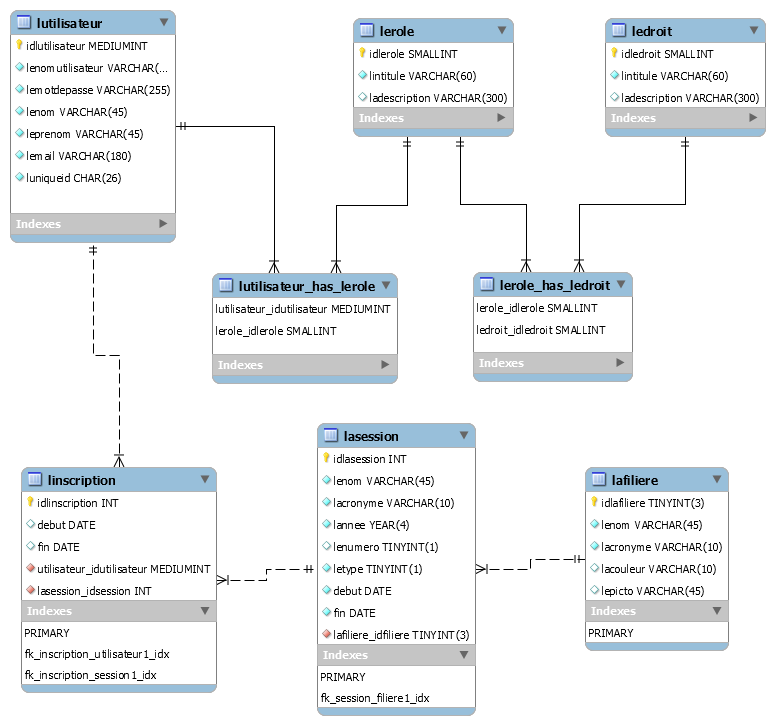 lutilisateur
idlutilisateur MEDIUMINT
lenomutilisateur VARCHAR(...
lemotdepasse VARCHAR(255)
lenom VARCHAR(45)
leprenom VARCHAR(45)
lemail VARCHAR(180)
luniqueid CHAR(26)
Indexes
lerole
idlerole SMALLINT
lintitule VARCHAR(60)
ladescription VARCHAR(300)
Indexes
ledroit
idledroit SMALLINT
lintitule VARCHAR(60)
ladescription VARCHAR(300)
Indexes
lutilisateur_has_lerole
lutilisateur_idutilisateur MEDIUMINT
lerole_idlerole SMALLINT
Indexes
lerole_has_ledroit
lerole_idlerole SMALLINT
ledroit_idledroit SMALLINT
Indexes
linscription
idlinscription INT
debut DATE
fin DATE
utilisateur_idutilisateur MEDIUMINT
lasession_idsession INT
Indexes
PRIMARY
fk_inscription_utilisateur1_idx
fk_inscription_session1_idx
lasession
idlasession INT
lenom VARCHAR(45)
lacronyme VARCHAR(10)
lannee YEAR(4)
lenumero TINYINT(1)
letype TINYINT(1)
debut DATE
fin DATE
lafiliere_idfiliere TINYINT(3)
Indexes
PRIMARY
fk_session_filiere1_idx
lafiliere
idlafiliere TINYINT(3)
lenom VARCHAR(45)
lacronyme VARCHAR(10)
lacouleur VARCHAR(10)
lepicto VARCHAR(45)
Indexes
PRIMARY